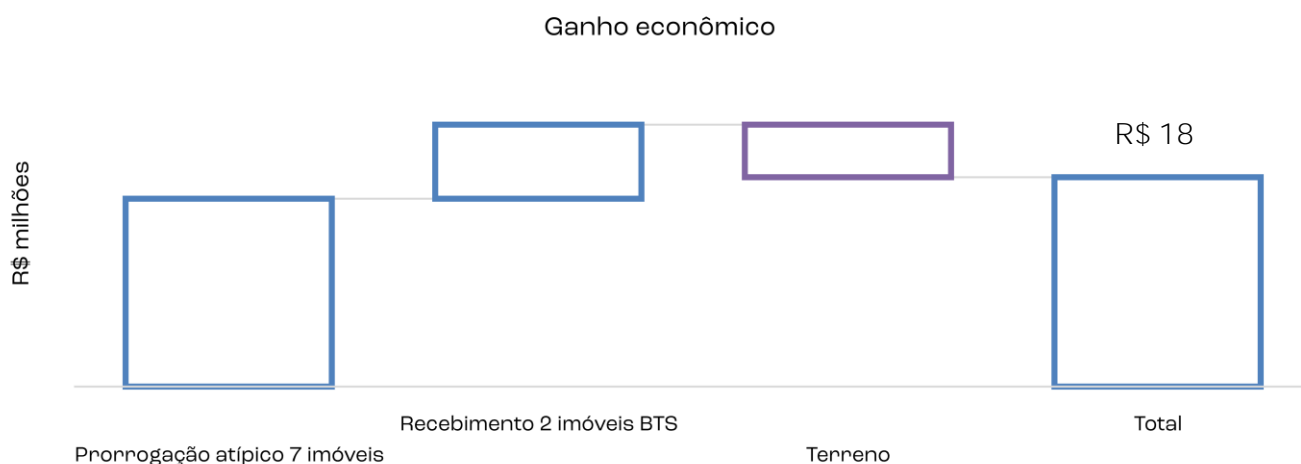 Ganho econômico
R$ 18
R$ milhões
Recebimento 2 imóveis BTS
Total
Prorrogação atípico 7 imóveis
Terreno